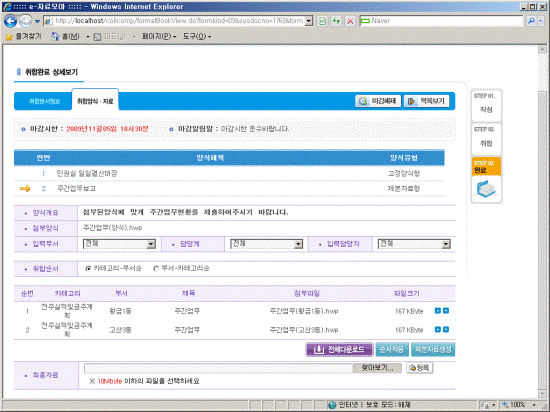 ::::: e-자료모아 ::::: - Windows Internet Explorer
http://localhost/collcomp/formatBookView.do?formkind=03&sysdocno=1763&form
Naver
즐겨찾기 홈(M) 페이지(P) 도구(O)
취합완료 상세보기
취합문서정보 취합양식·자료 마감해제 목록보기
마감시한 : 2009년11월05일 18시30분 마감알림말 : 마감시한 준수바랍니다.
연번 양식제목 양식유형
1 민원실 일일결산대장 고정양식형
2 주간업무보고 제본자료형
양식개요 첨부된양식에 맞게 주간업무현황을 제출하여주시기 바랍니다.
첨부양식 주간업무(양식).hwp
입력부서 전체 담당계 전체 입력담당자 전체
취합순서 카테고리-부서순 부서-카테고리순
순번 카테고리 부서 제목 첨부파일 파일크기
1 전주실적및금주계획 황금1동 주간업무 주간업무(황금1동).hwp 167 KByte
2 전주실적및금주계획 고산3동 주간업무 주간업무(고산3동).hwp 167 KByte
전체다운로드 순서적용 제본자료생성
최종자료 찾아보기... 등록
※ 10Mbyte 이하의 파일을 선택하세요
STEP 01.
작성
STEP 02.
취합
STEP 03.
완료
인터넷 | 보호 모드: 해제 100%